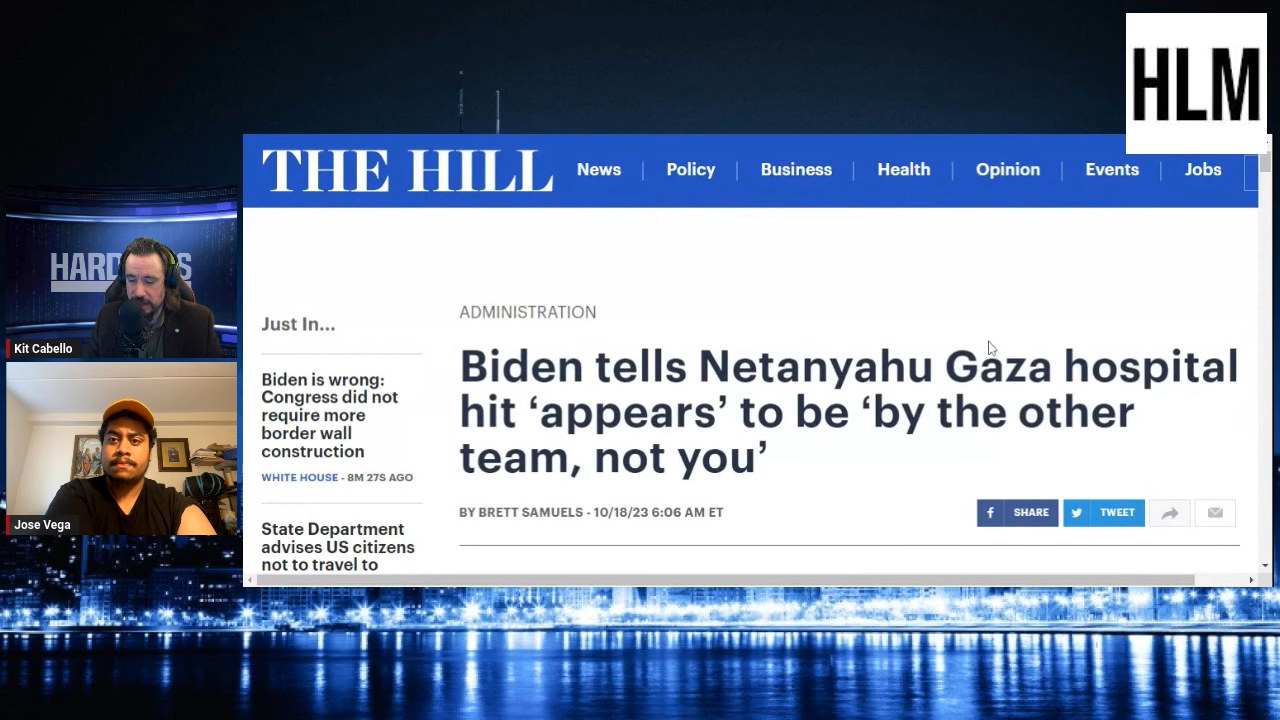 HLM
THE HILL
News
Policy
Business
Health
Opinion
Events
Jobs
HARD S
Kit Cabello
Jose Vega
Just In...
Biden is wrong:
Congress did not
require more
border wall
construction
WHITE HOUSE - 8M 27S AGO
State Department
advises US citizens
not to travel to
ADMINISTRATION
Biden tells Netanyahu Gaza hospital
hit ‘appears’ to be ‘by the other
team, not you’
BY BRETT SAMUELS - 10/18/23 6:06 AM ET
SHARE
TWEET